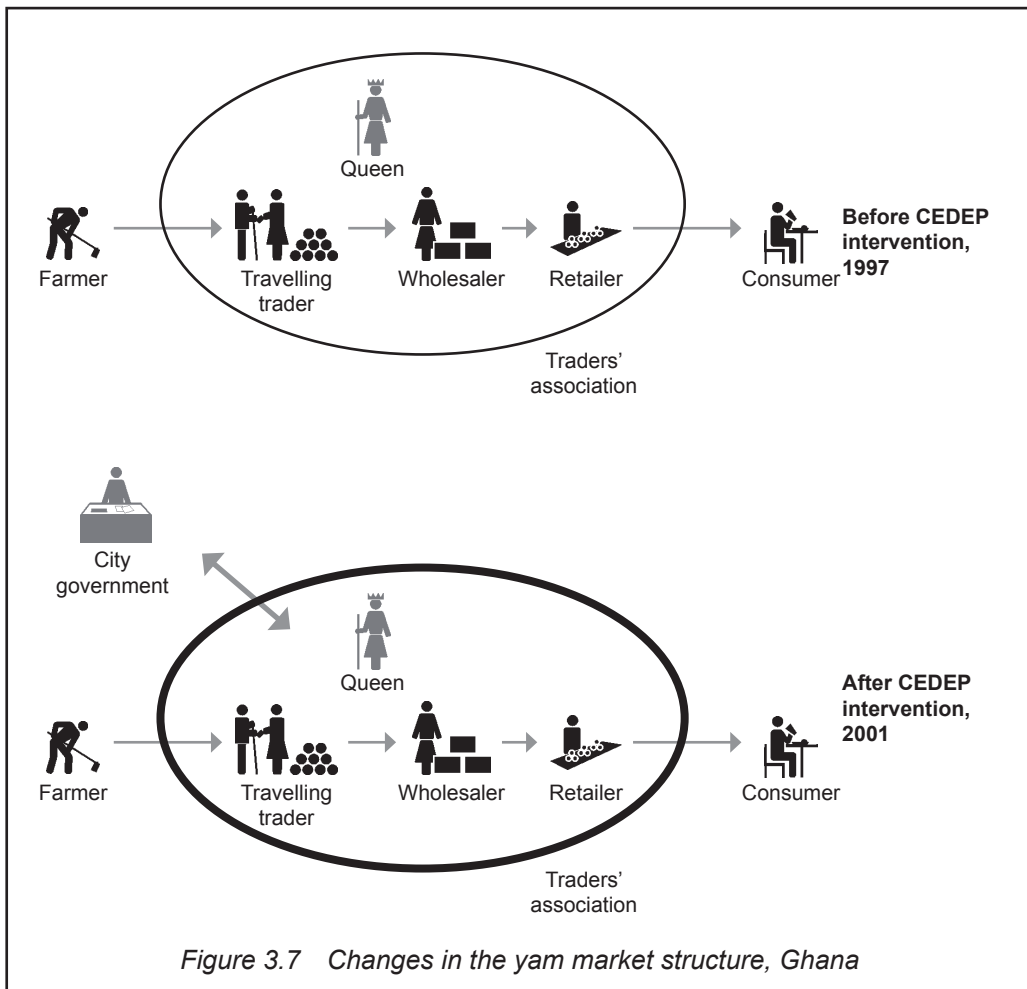 Queen
Farmer
Travelling
trader
Wholesaler
Retailer
Consumer
Before CEDEP
intervention,
1997
Traders'
association
City
government
Queen
Farmer
Travelling
trader
Wholesaler
Retailer
Consumer
After CEDEP
intervention,
2001
Traders'
association
Figure 3.7 Changes in the yam market structure, Ghana